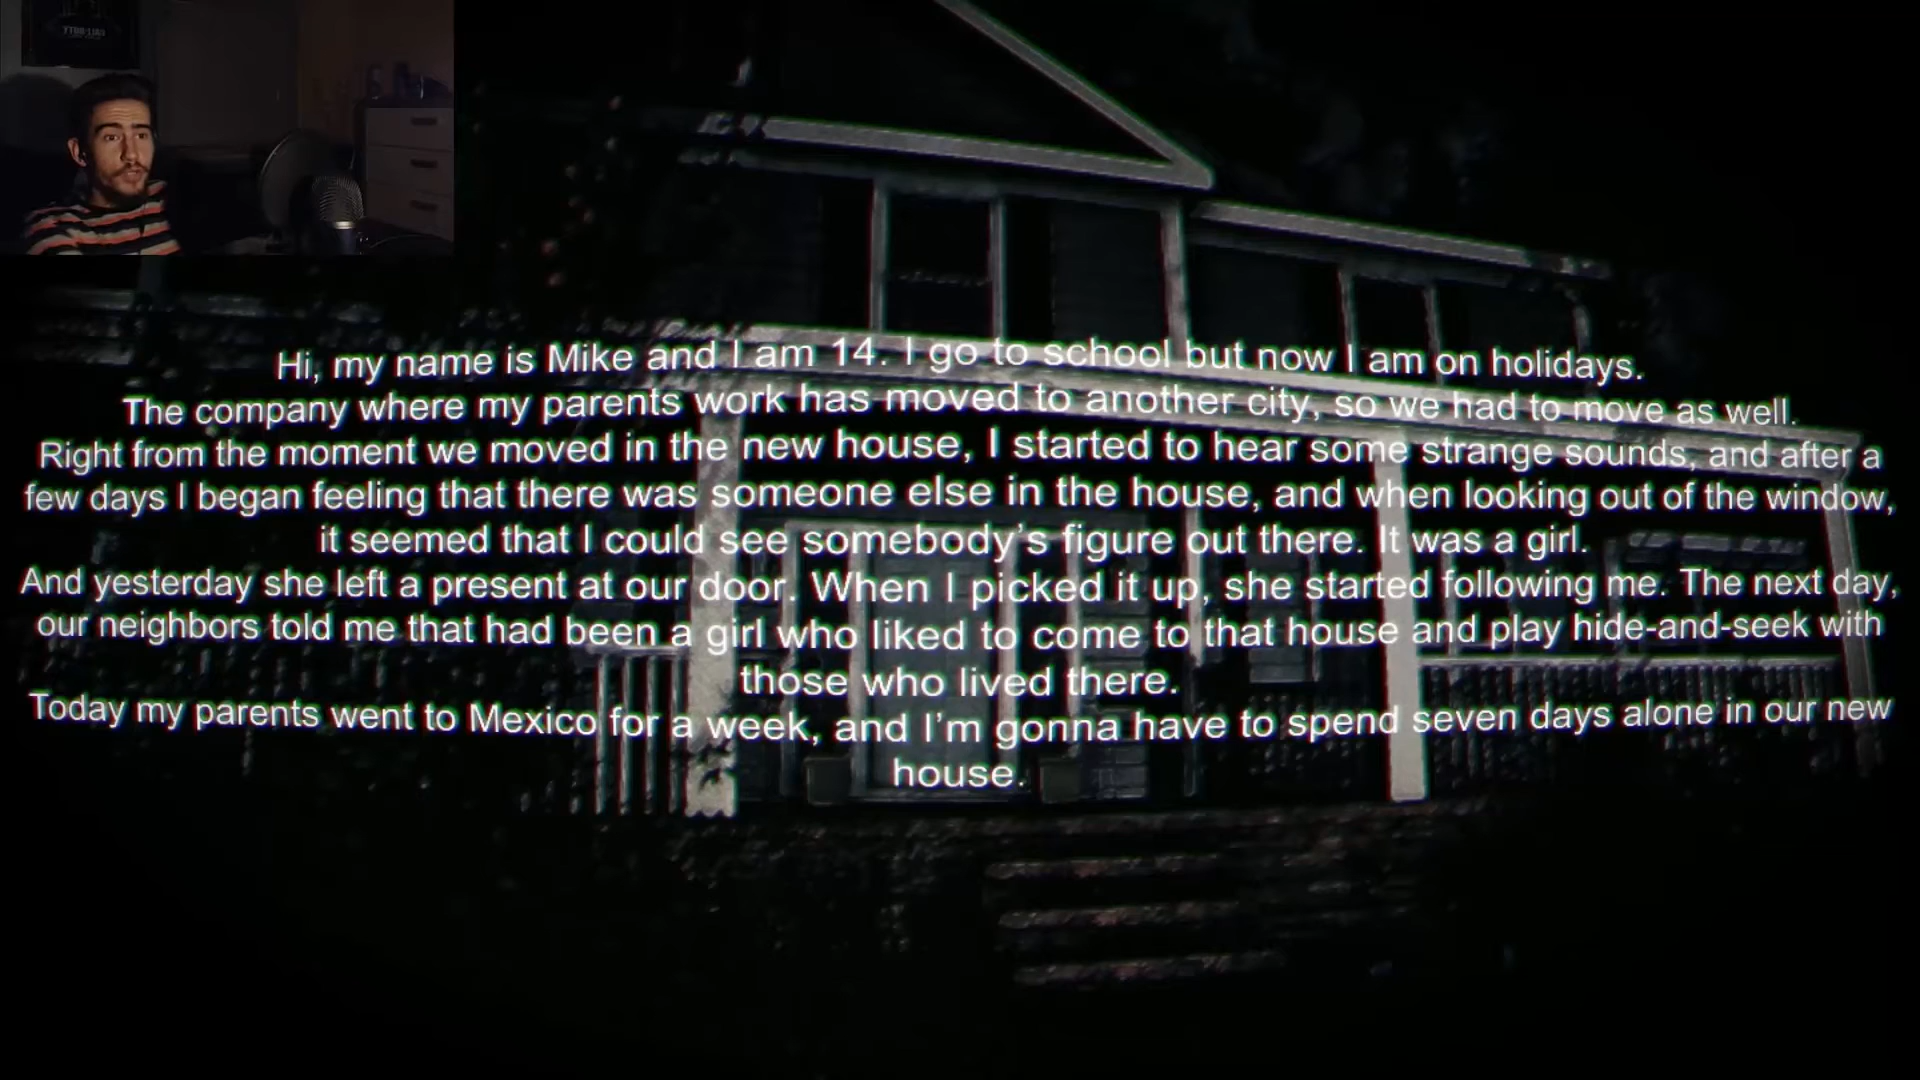 Hi, my name is Mike and I am 14. I go to school but now I am on holidays.
The company where my parents work has moved to another city, so we had to move as well.
Right from the moment we moved in the new house, I started to hear some strange sounds, and after a
few days I began feeling that there was someone else in the house, and when looking out of the window,
it seemed that I could see somebody's figure out there. It was a girl.
And yesterday she left a present at our door. When I picked it up, she started following me. The next day,
our neighbors told me that had been a girl who liked to come to that house and play hide-and-seek with
those who lived there.
Today my parents went to Mexico for a week, and I'm gonna have to spend seven days alone in our new
house.